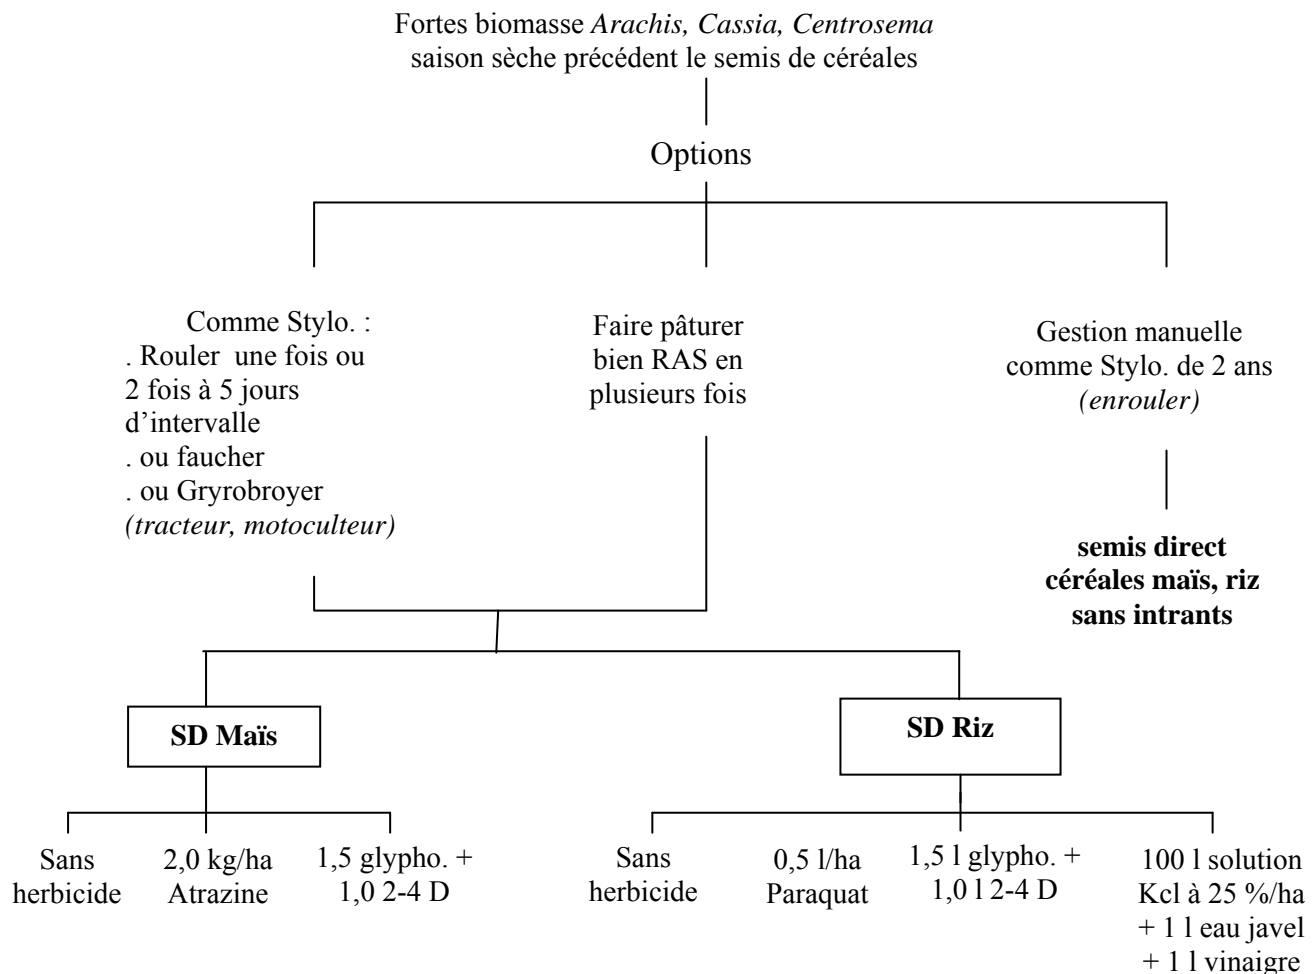 Fortes biomasse Arachis, Cassia, Centrosema
saison sèche précédent le semis de céréales
Options
Comme Stylo. :
. Rouler une fois ou
2 fois à 5 jours
d’intervalle
. ou faucher
. ou Gryrobroyer
(tracteur, motoculteur)
Faire pâturer
bien RAS en
plusieurs fois
Gestion manuelle
comme Stylo. de 2 ans
(enrouler)
semis direct
céréales maïs, riz
sans intrants
SD Maïs
SD Riz
Sans
herbicide
2,0 kg/ha
Atrazine
1,5 glypho. +
1,0 2-4 D
Sans
herbicide
0,5 l/ha
Paraquat
1,5 l glypho. +
1,0 l 2-4 D
100 l solution
Kcl à 25 %/ha
+ 1 l eau javel
+ 1 l vinaigre